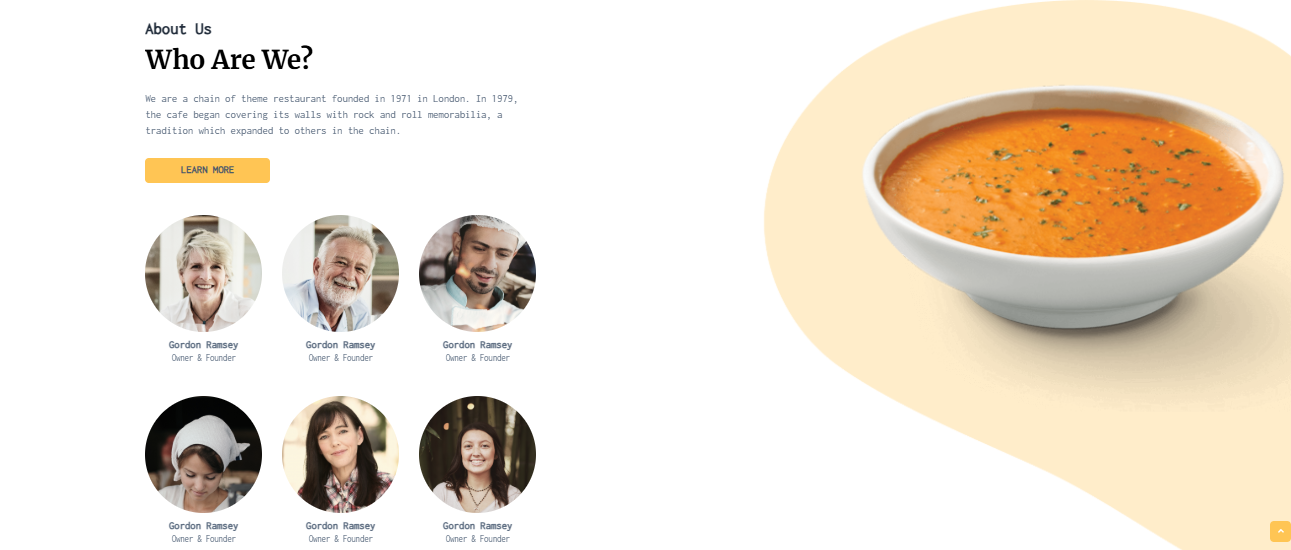 About Us
Who Are We?
We are a chain of theme restaurant founded in 1971 in London. In 1979,
the cafe began covering its walls with rock and roll memorabilia, a
tradition which expanded to others in the chain.
LEARN MORE
Gordon Ramsey
Owner & Founder
Gordon Ramsey
Owner & Founder
Gordon Ramsey
Owner & Founder
Gordon Ramsey
Owner & Founder
Gordon Ramsey
Owner & Founder
Gordon Ramsey
Owner & Founder